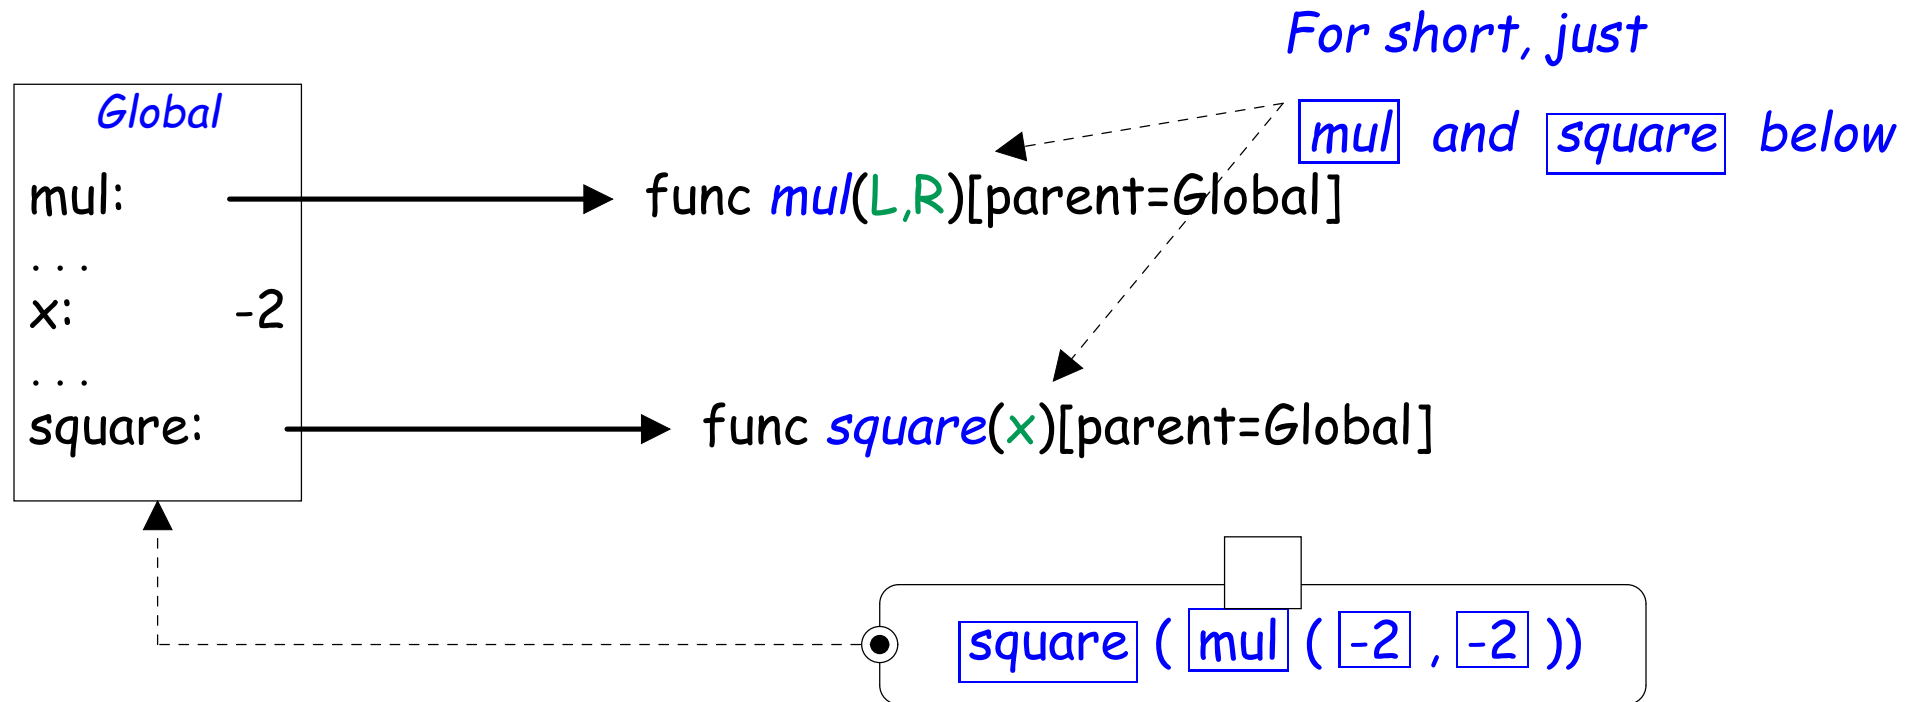 For short, just
mul and square below
Global
mul:
func mul(L,R)[parent=Global]
. . .
x: -2
. . .
square:
func square(x)[parent=Global]
square ( mul ( -2 , -2 ))